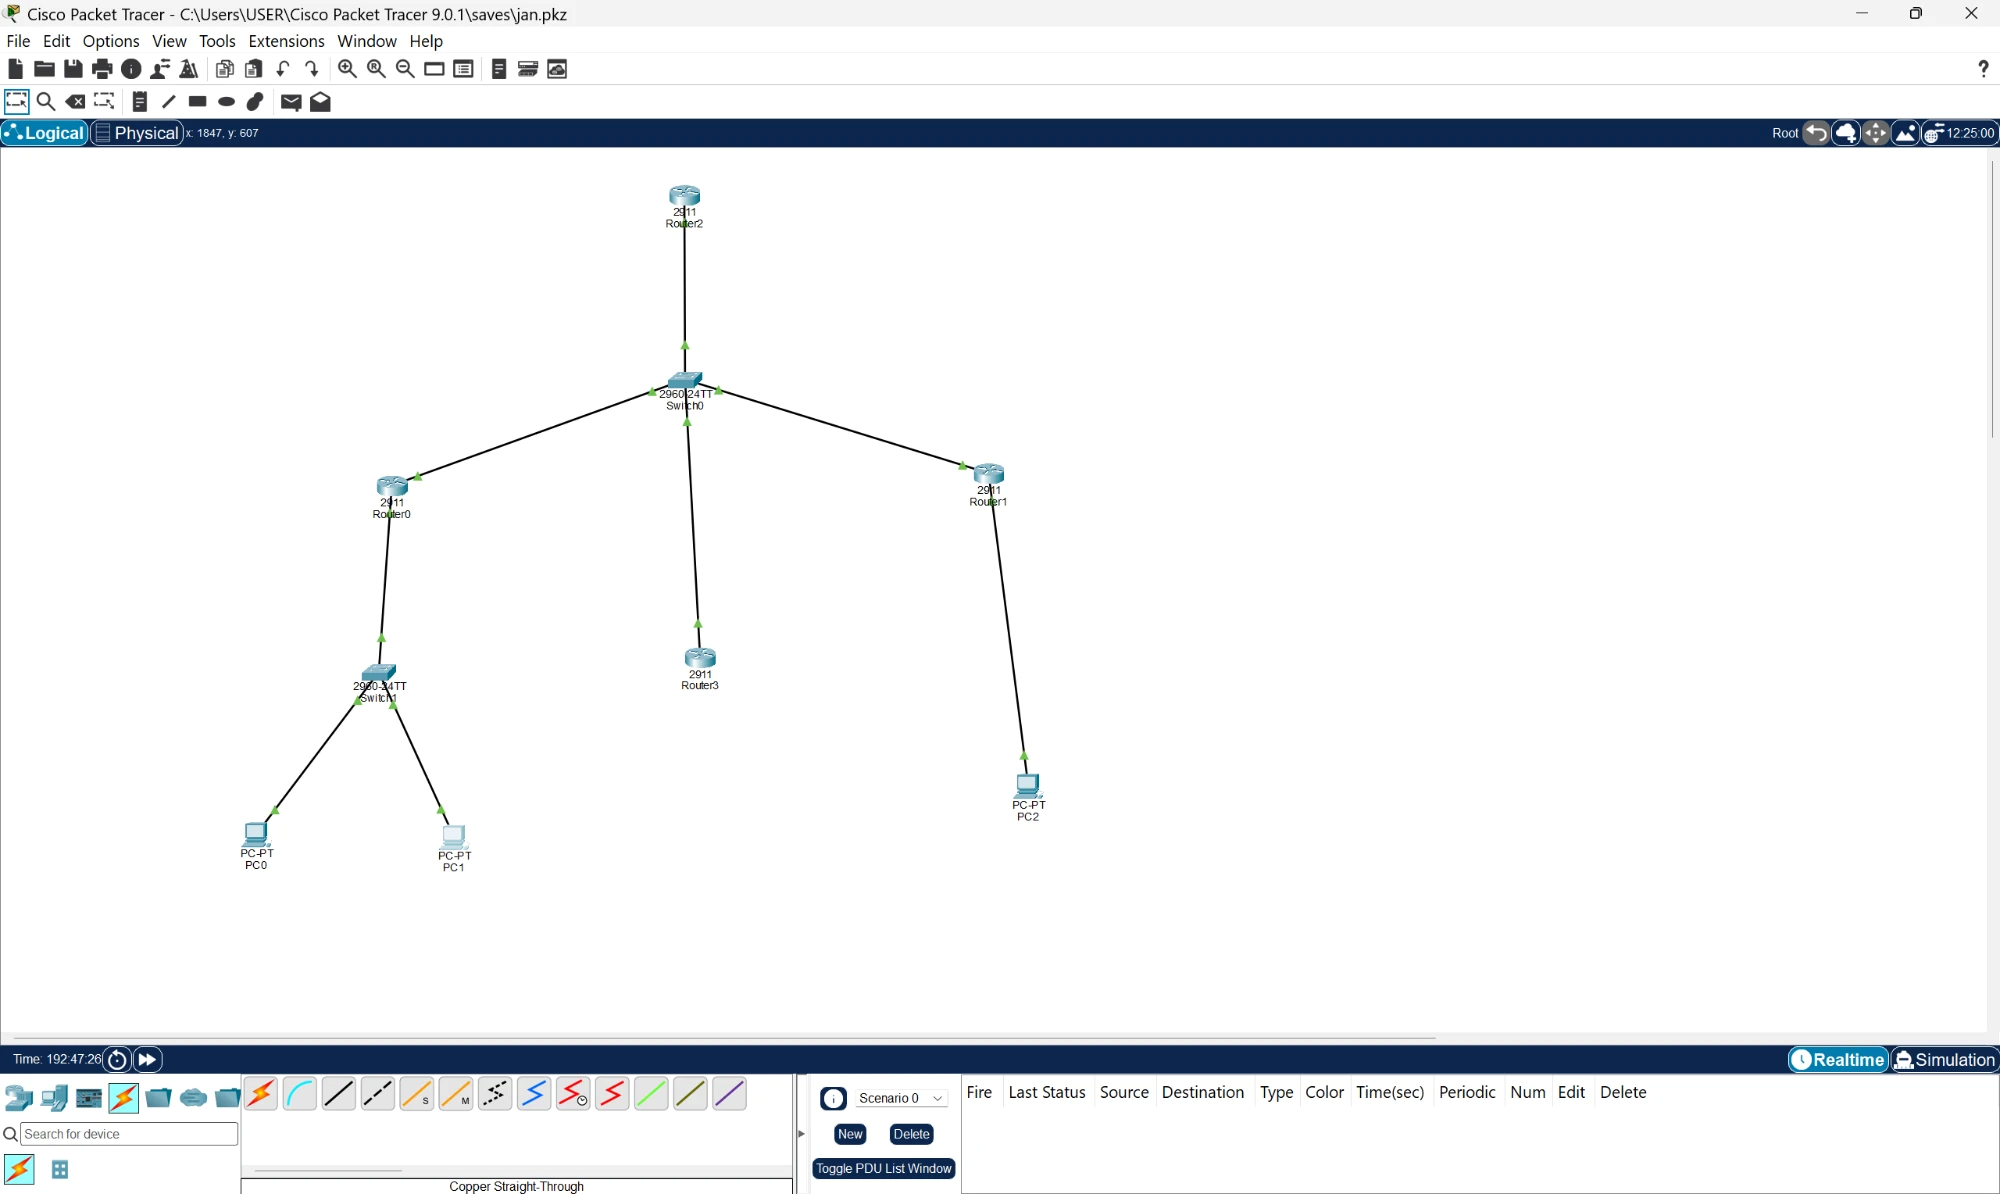 Cisco Packet Tracer - C:\Users\USER\Cisco Packet Tracer 9.0.1\saves\jan.pkz
File Edit Options View Tools Extensions Window Help
Logical Physical x: 1847, y: 607 Root 12:25:00
2911
Router2
2960-24TT
Switch0
2911
Router0
2911
Router1
2911
Router3
2960-24TT
Switch1
PC-PT
PC2
PC-PT
PC0
PC-PT
PC1
Time: 192:47:26 Realtime Simulation
Scenario 0
Fire Last Status Source Destination Type Color Time(sec) Periodic Num Edit Delete
S M
Search for device
New Delete
Toggle PDU List Window
Copper Straight-Through